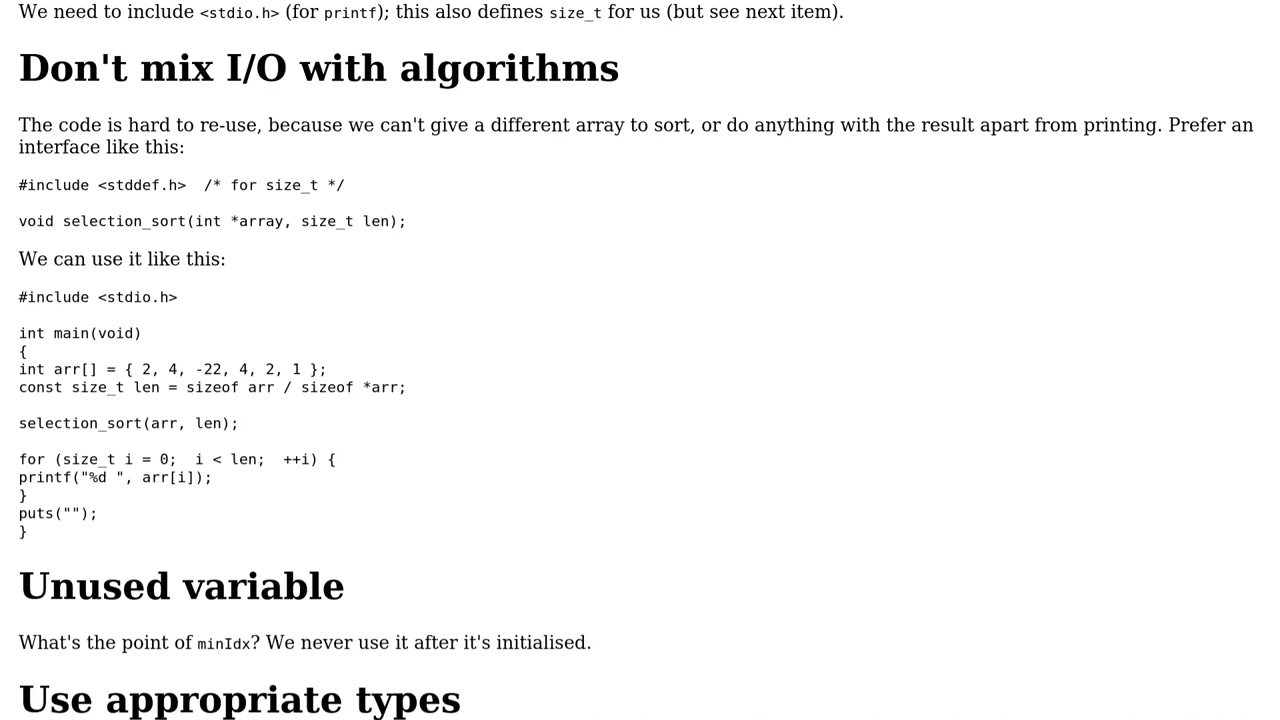 We need to include <stdio.h> (for printf); this also defines size_t for us (but see next item).
Don't mix I/O with algorithms
The code is hard to re-use, because we can't give a different array to sort, or do anything with the result apart from printing. Prefer an
interface like this:
#include <stddef.h>  /* for size_t */
void selection_sort(int *array, size_t len);
We can use it like this:
#include <stdio.h>
int main(void)
{
int arr[] = { 2, 4, -22, 4, 2, 1 };
const size_t len = sizeof arr / sizeof *arr;
selection_sort(arr, len);
for (size_t i = 0;  i < len;  ++i) {
printf("%d ", arr[i]);
}
puts("");
}
Unused variable
What's the point of minIdx? We never use it after it's initialised.
Use appropriate types